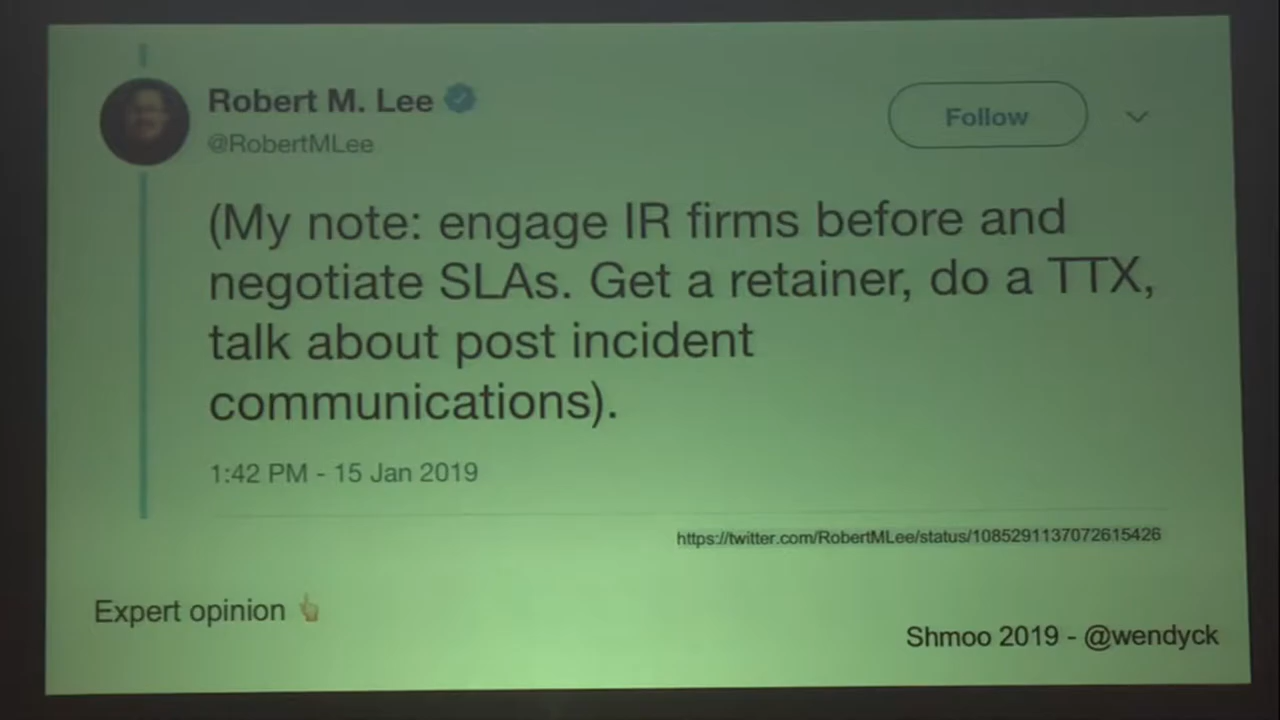 Robert M. Lee
@RobertMLee
Follow
(My note: engage IR firms before and
negotiate SLAs. Get a retainer, do a TTX,
talk about post incident
communications).
1:42 PM - 15 Jan 2019
https://twitter.com/RobertMLee/status/1085291137072615426
Expert opinion 👆
Shmoo 2019 - @wendyck